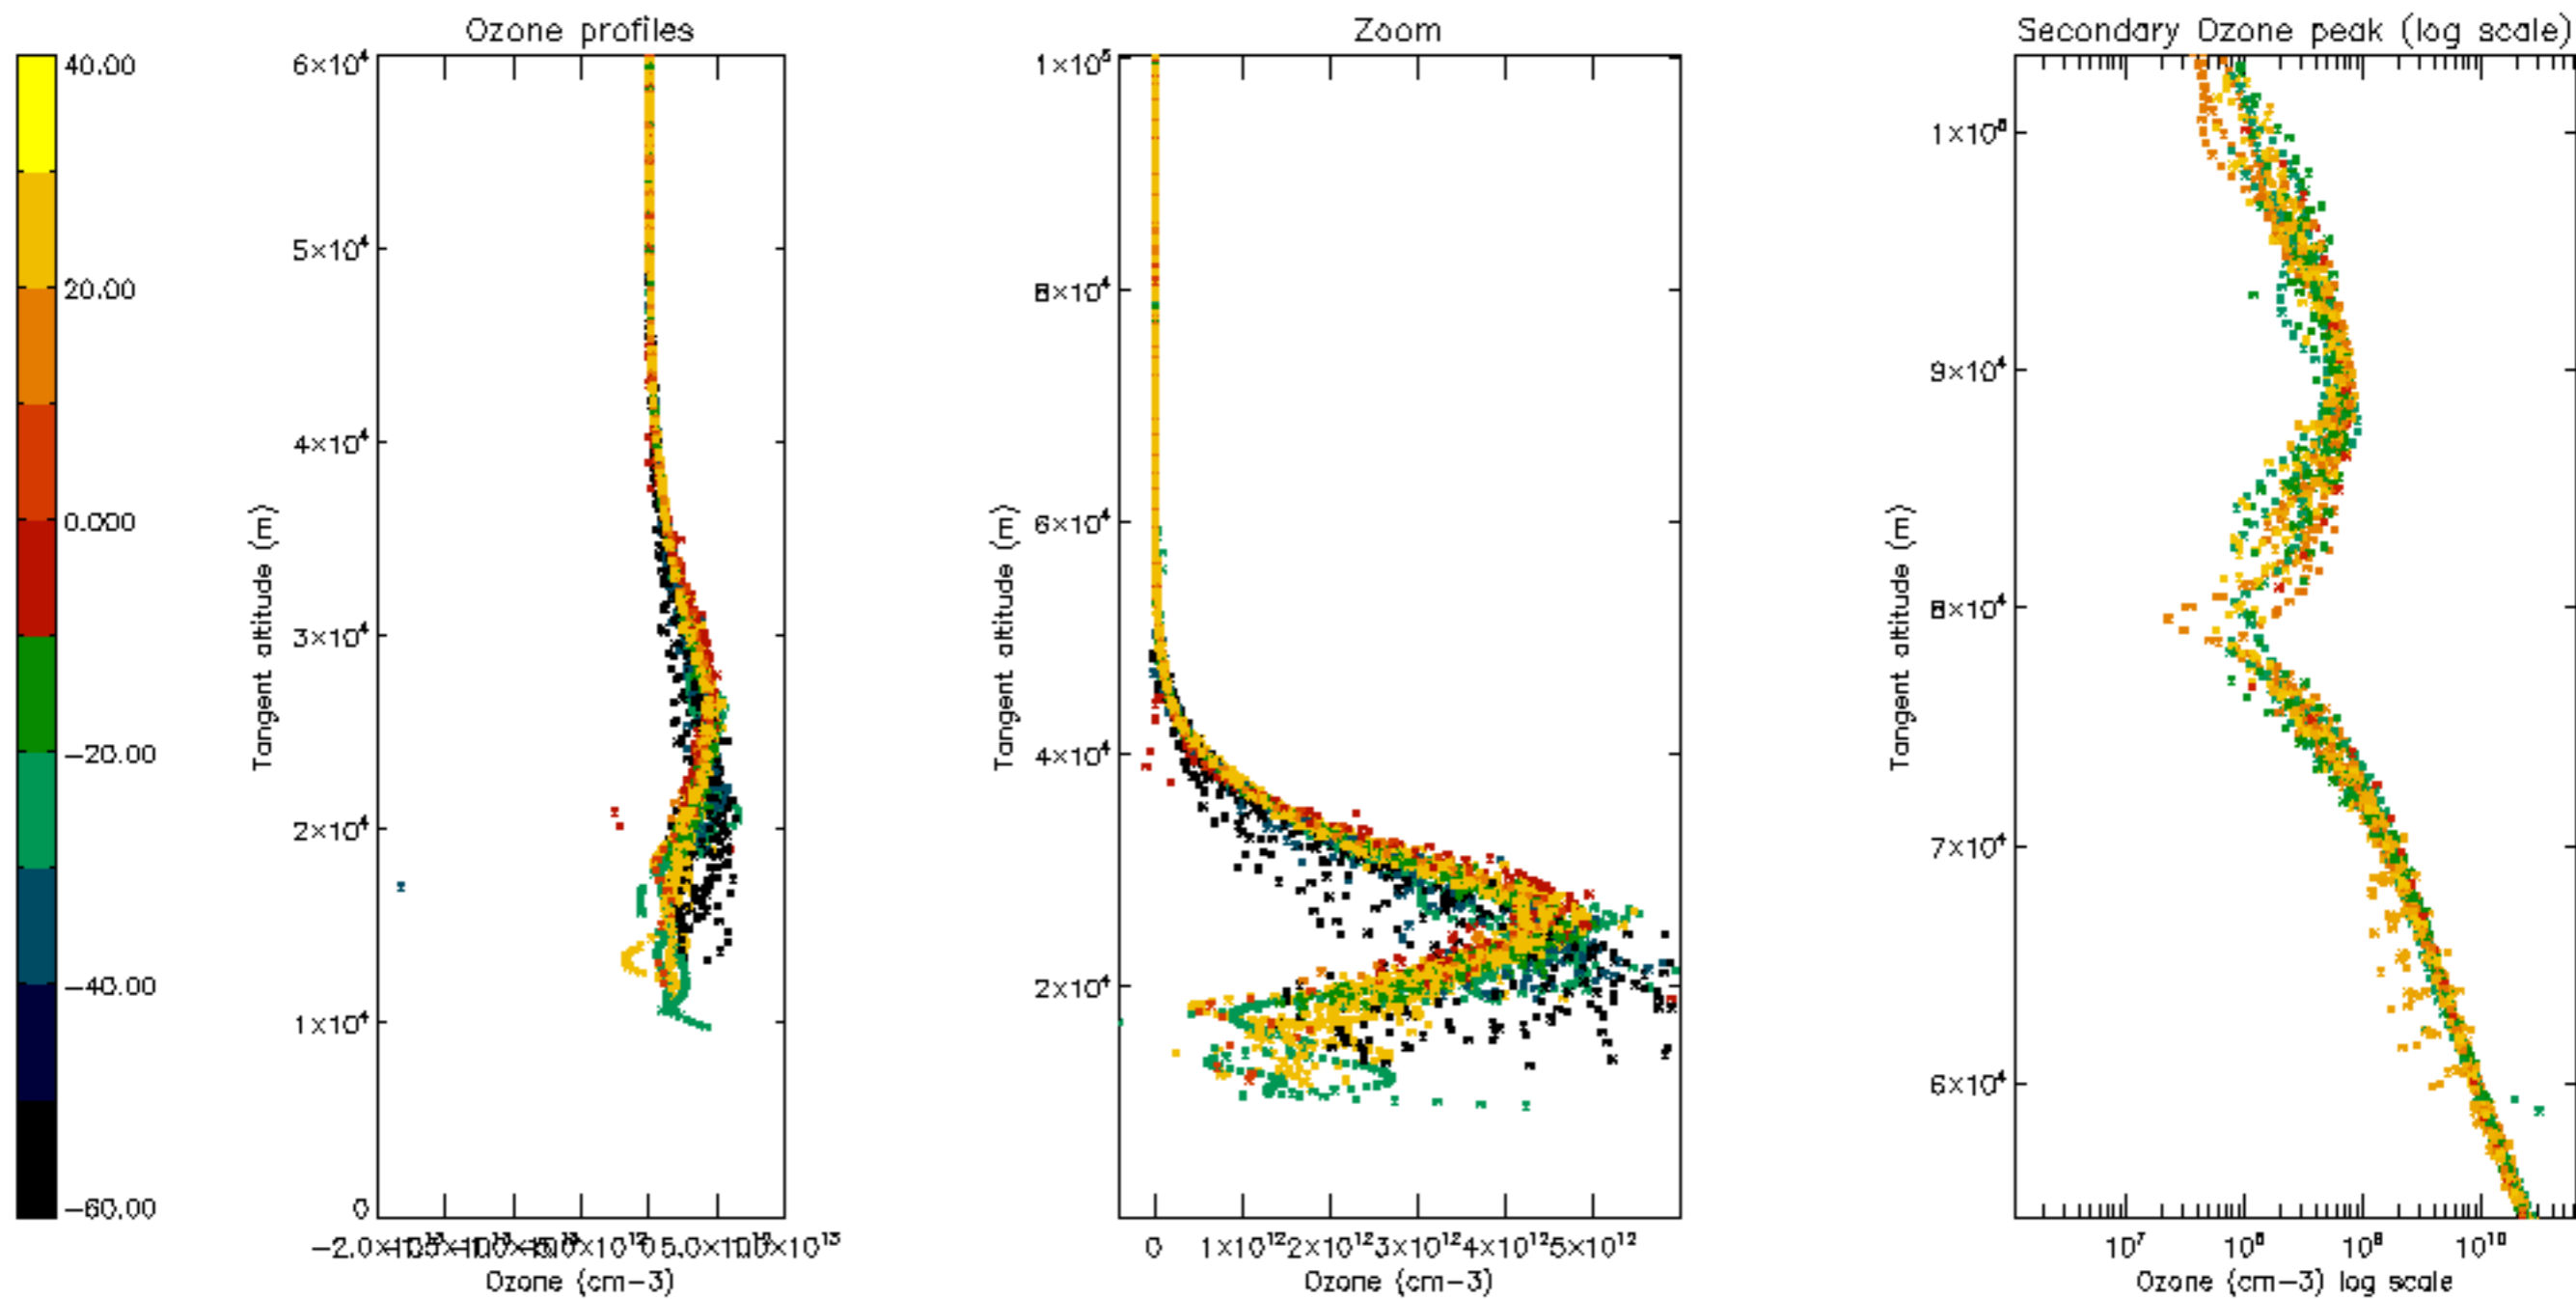 Ozone profiles
Zoom
Secondary Ozone peak (log scale)
40.00
20.00
0.000
−20.00
−40.00
−60.00
6×10⁴
5×10⁴
4×10⁴
3×10⁴
2×10⁴
1×10⁴
0
Tangent altitude (m)
Ozone (cm−3)
1×10⁵
8×10⁴
6×10⁴
4×10⁴
2×10⁴
Tangent altitude (m)
0 1×10¹² 2×10¹² 3×10¹² 4×10¹² 5×10¹²
Ozone (cm−3)
9×10⁴
8×10⁴
7×10⁴
6×10⁴
Tangent altitude (m)
10⁷ 10⁸ 10⁹ 10¹⁰
Ozone (cm−3) log scale